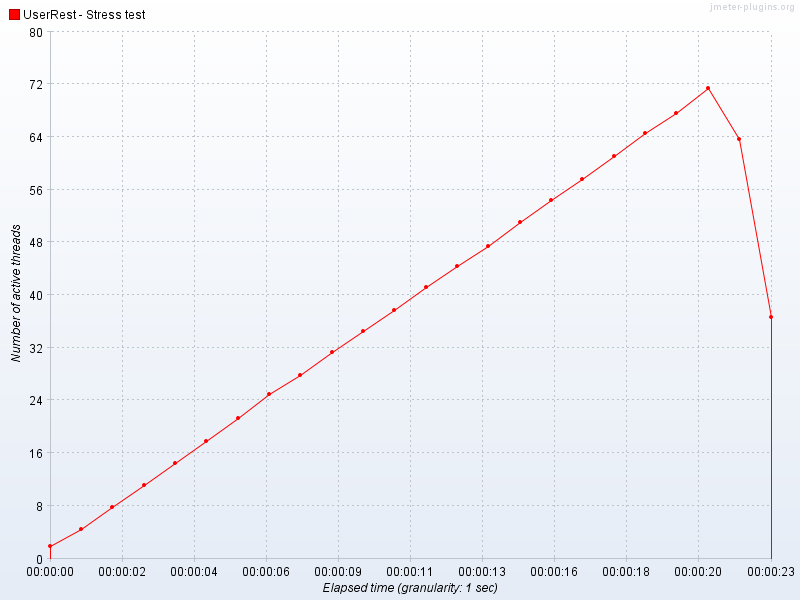 jmeter-plugins.org
UserRest - Stress test
80
72
64
56
48
40
32
24
16
8
0
Number of active threads
00:00:00 00:00:02 00:00:04 00:00:06 00:00:09 00:00:11 00:00:13 00:00:16 00:00:18 00:00:20 00:00:23
Elapsed time (granularity: 1 sec)